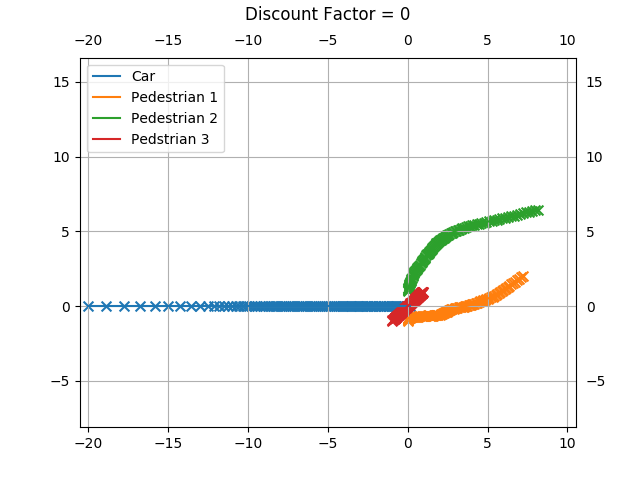 Discount Factor = 0
−20 −15 −10 −5 0 5 10
15 15
10 10
5 5
0 0
−5 −5
−20 −15 −10 −5 0 5 10
Car
Pedestrian 1
Pedestrian 2
Pedstrian 3